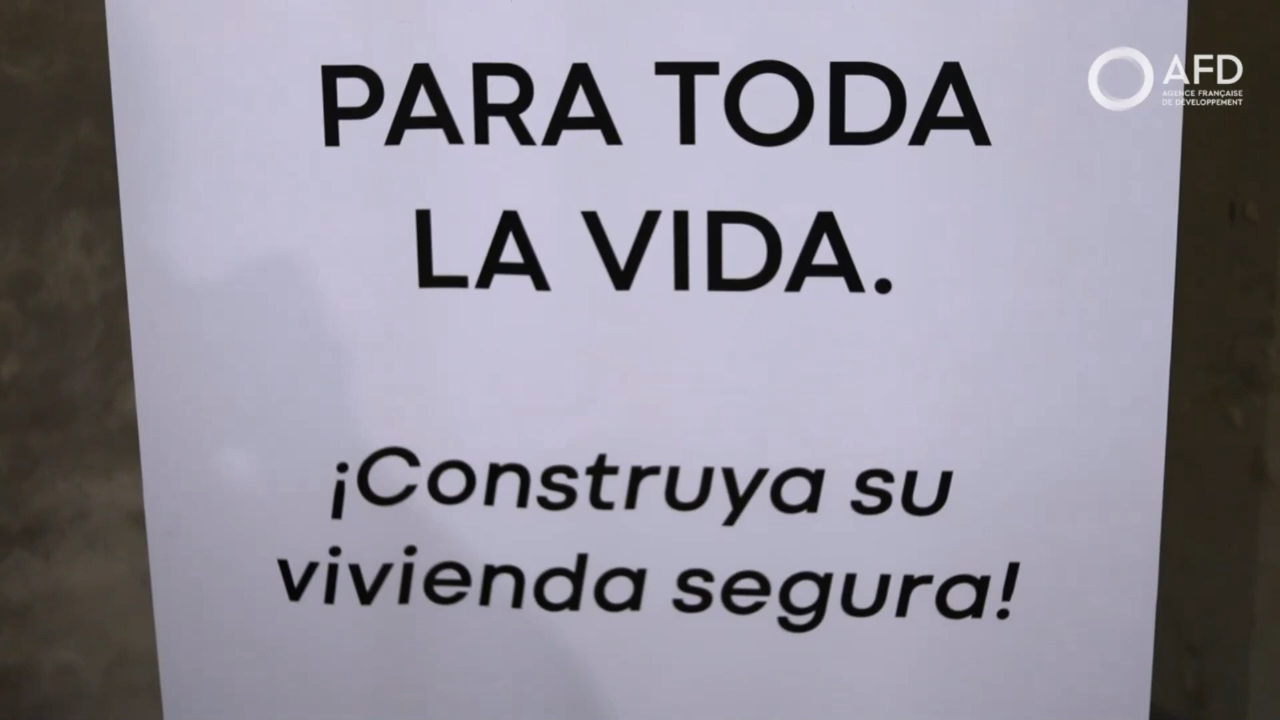 PARA TODA
LA VIDA.
¡Construya su
vivienda segura!
AFD
AGENCE FRANÇAISE
DE DÉVELOPPEMENT